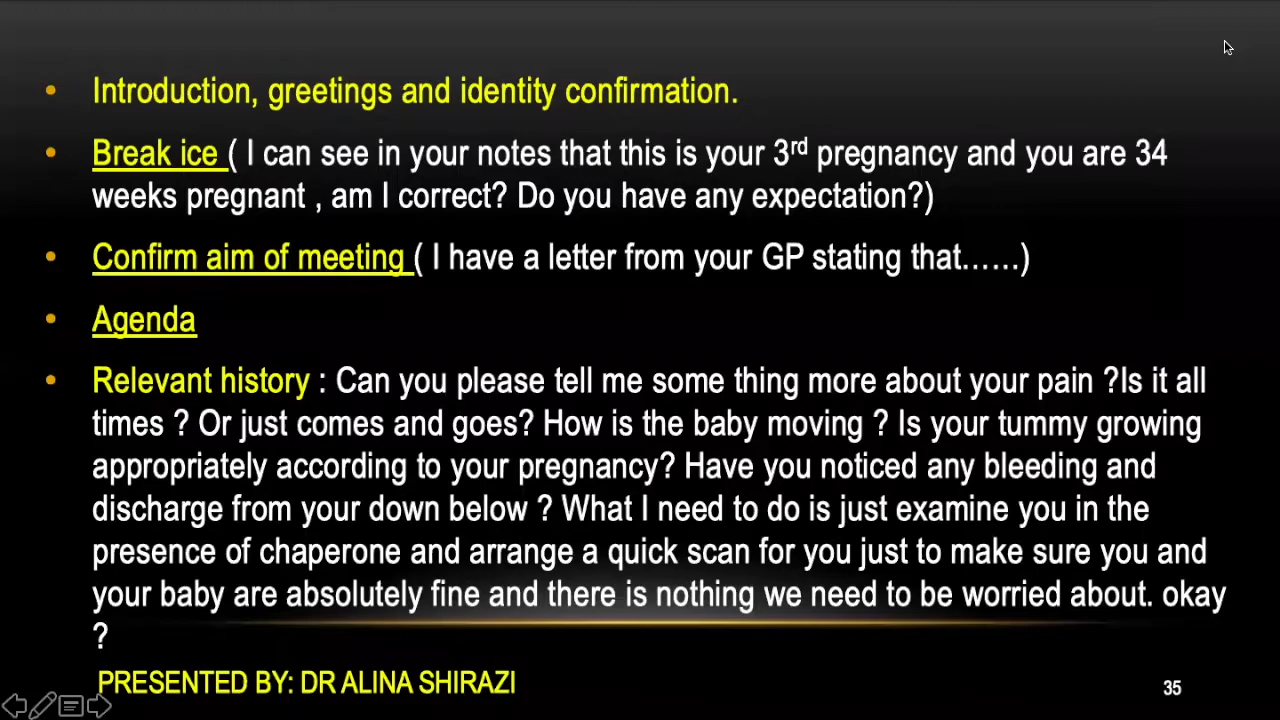 Introduction, greetings and identity confirmation.
Break ice ( I can see in your notes that this is your 3rd pregnancy and you are 34
weeks pregnant , am I correct? Do you have any expectation?)
Confirm aim of meeting ( I have a letter from your GP stating that……)
Agenda
Relevant history : Can you please tell me some thing more about your pain ?Is it all
times ? Or just comes and goes? How is the baby moving ? Is your tummy growing
appropriately according to your pregnancy? Have you noticed any bleeding and
discharge from your down below ? What I need to do is just examine you in the
presence of chaperone and arrange a quick scan for you just to make sure you and
your baby are absolutely fine and there is nothing we need to be worried about. okay
?
PRESENTED BY: DR ALINA SHIRAZI
35